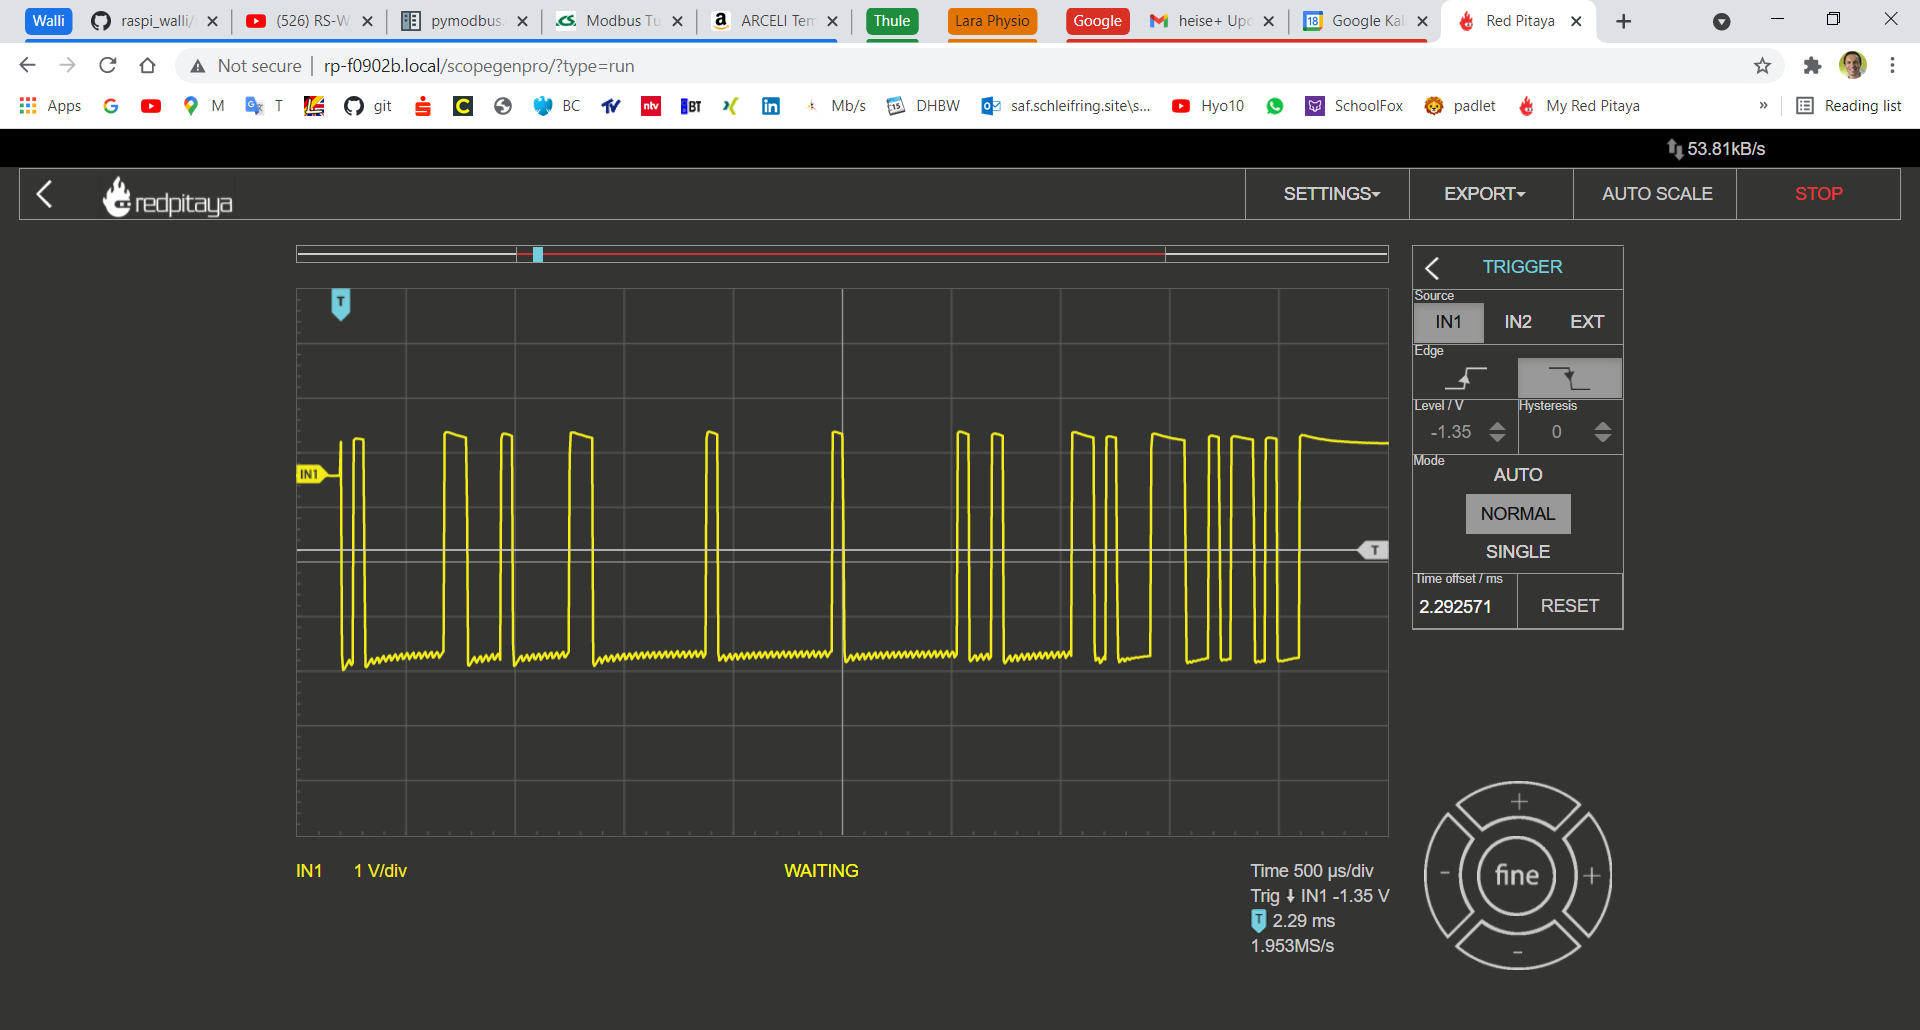 Walli raspi_walli/ (526) RS-W pymodbus. Modbus Tu ARCELI Tem Thule Lara Physio Google heise+ Upd Google Kal Red Pitaya
Not secure rp-f0902b.local/scopegenpro/?type=run
Apps M T git BC ntv BT Mb/s DHBW saf.schleifring.site\s... Hyo10 SchoolFox padlet My Red Pitaya » Reading list
53.81kB/s
redpitaya SETTINGS EXPORT AUTO SCALE STOP
TRIGGER
Source
IN1 IN2 EXT
Edge
Level / V Hysteresis
-1.35 0
Mode
AUTO
NORMAL
SINGLE
Time offset / ms
2.292571 RESET
T
IN1
T
fine
IN1 1 V/div WAITING Time 500 µs/div
Trig IN1 -1.35 V
T 2.29 ms
1.953MS/s